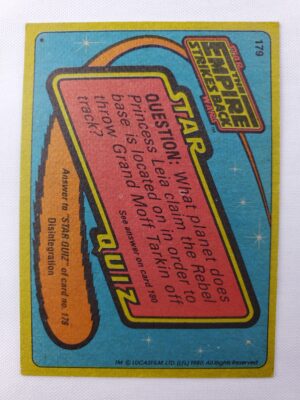 179
STAR WARS
THE
EMPIRE
STRIKES BACK
STAR QUIZ
QUESTION: What planet does
Princess Leia claim the Rebel
base is located on in order to
throw Grand Moff Tarkin off
track?
See answer on card 180
Answer to "STAR QUIZ" of card no. 178
Disintegration
TM © LUCASFILM LTD. (LFL) 1980. All Rights Reserved